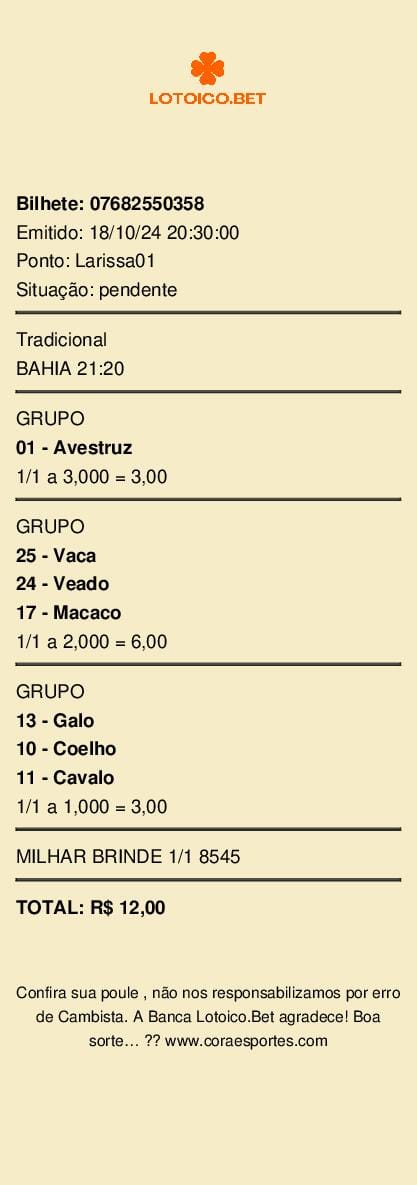 LOTOICO.BET
Bilhete: 07682550358
Emitido: 18/10/24 20:30:00
Ponto: Larissa01
Situação: pendente
Tradicional
BAHIA 21:20
GRUPO
01 - Avestruz
1/1 a 3,000 = 3,00
GRUPO
25 - Vaca
24 - Veado
17 - Macaco
1/1 a 2,000 = 6,00
GRUPO
13 - Galo
10 - Coelho
11 - Cavalo
1/1 a 1,000 = 3,00
MILHAR BRINDE 1/1 8545
TOTAL: R$ 12,00
Confira sua poule , não nos responsabilizamos por erro
de Cambista. A Banca Lotoico.Bet agradece! Boa
sorte... ?? www.coraesportes.com